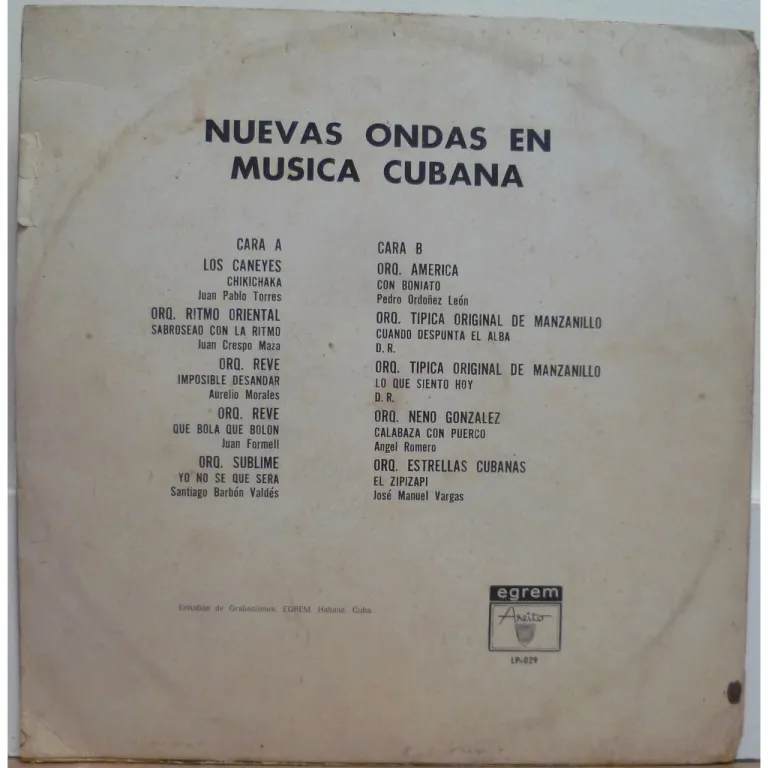 NUEVAS ONDAS EN
MUSICA CUBANA
CARA A
LOS CANEYES
CHIKICHAKA
Juan Pablo Torres
ORQ. RITMO ORIENTAL
SABROSEAO CON LA RITMO
Juan Crespo Maza
ORQ. REVE
IMPOSIBLE DESANDAR
Aurelio Morales
ORQ. REVE
QUE BOLA QUE BOLON
Juan Formell
ORQ. SUBLIME
YO NO SE QUE SERA
Santiago Barbón Valdés
CARA B
ORQ. AMERICA
CON BONIATO
Pedro Ordoñez León
ORQ. TIPICA ORIGINAL DE MANZANILLO
CUANDO DESPUNTA EL ALBA
D. R.
ORQ. TIPICA ORIGINAL DE MANZANILLO
LO QUE SIENTO HOY
D. R.
ORQ. NENO GONZALEZ
CALABAZA CON PUERCO
Angel Romero
ORQ. ESTRELLAS CUBANAS
EL ZIPIZAPI
José Manuel Vargas
Estudios de Grabaciones, EGREM, Habana, Cuba
egrem
Areito
LPs-029